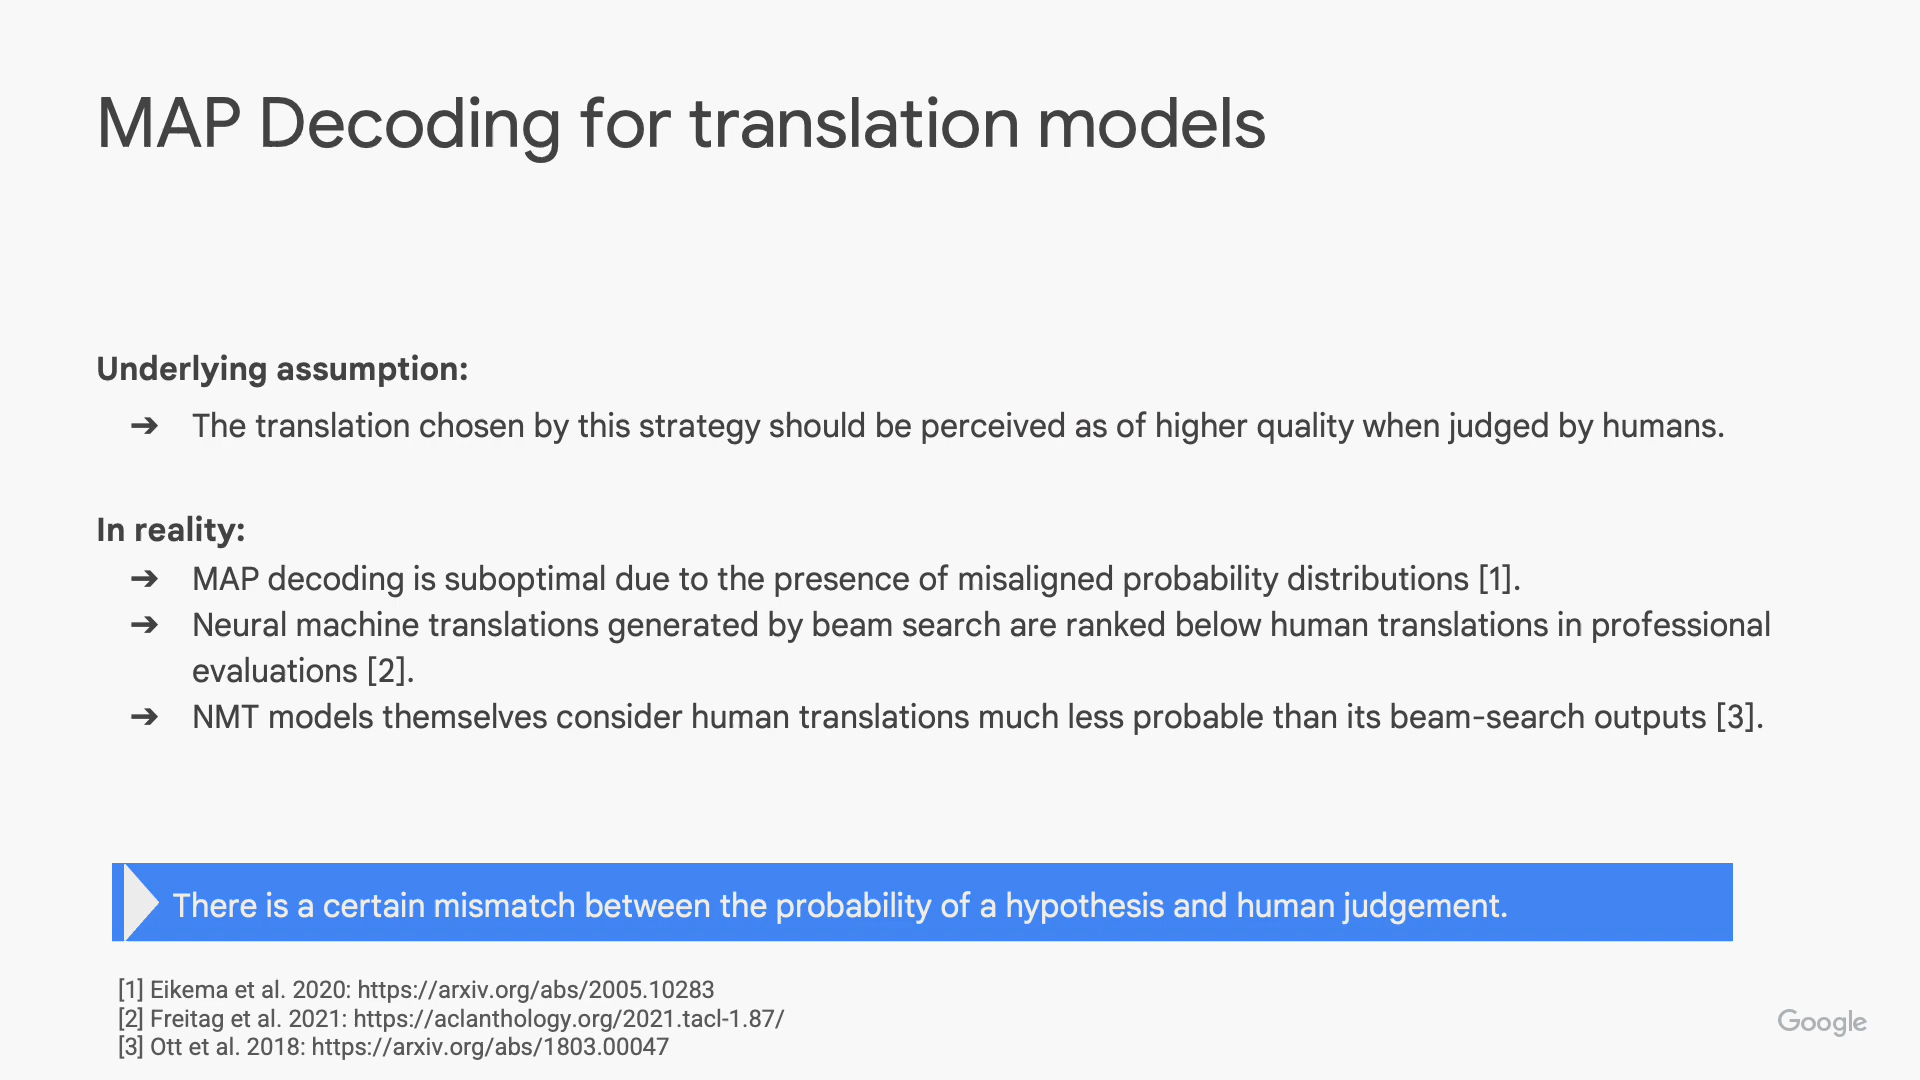 MAP Decoding for translation models
Underlying assumption:
➔ The translation chosen by this strategy should be perceived as of higher quality when judged by humans.
In reality:
➔ MAP decoding is suboptimal due to the presence of misaligned probability distributions [1].
➔ Neural machine translations generated by beam search are ranked below human translations in professional
evaluations [2].
➔ NMT models themselves consider human translations much less probable than its beam-search outputs [3].
There is a certain mismatch between the probability of a hypothesis and human judgement.
[1] Eikema et al. 2020: https://arxiv.org/abs/2005.10283
[2] Freitag et al. 2021: https://aclanthology.org/2021.tacl-1.87/
[3] Ott et al. 2018: https://arxiv.org/abs/1803.00047
Google